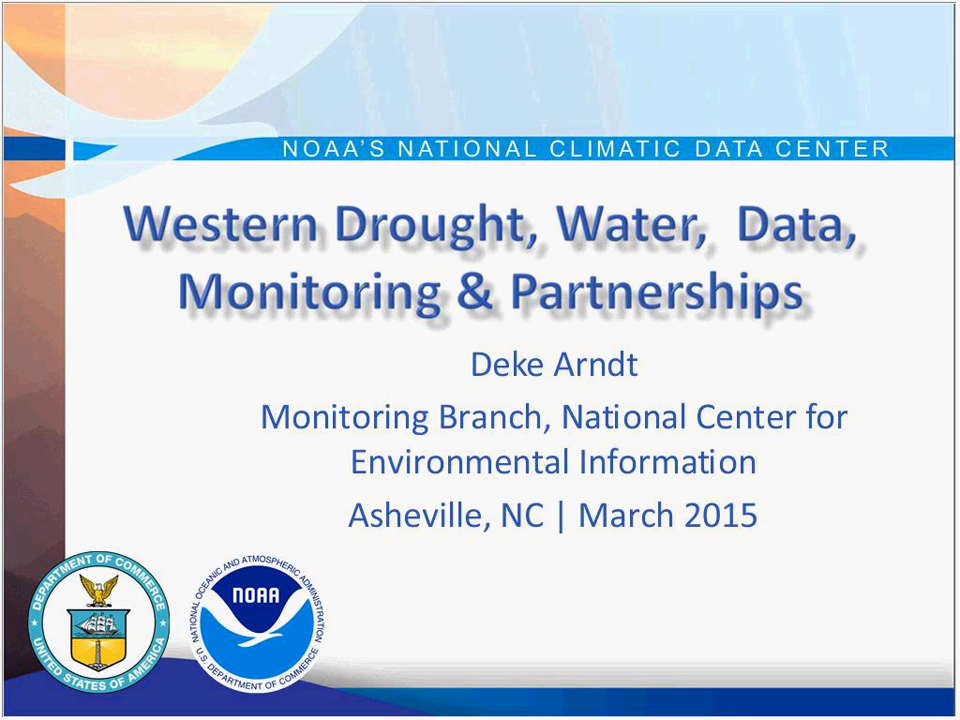 NOAA'S NATIONAL CLIMATIC DATA CENTER
Western Drought, Water, Data,
Monitoring & Partnerships
Deke Arndt
Monitoring Branch, National Center for
Environmental Information
Asheville, NC | March 2015
DEPARTMENT OF COMMERCE
UNITED STATES OF AMERICA
NATIONAL OCEANIC AND ATMOSPHERIC ADMINISTRATION
NOAA
U.S. DEPARTMENT OF COMMERCE